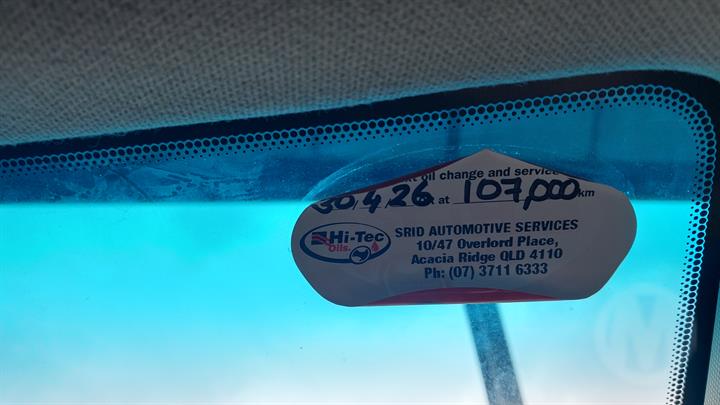 oil change and service
30/4/26 at 107,000 km
Hi-Tec
Oils
SRID AUTOMOTIVE SERVICES
10/47 Overlord Place,
Acacia Ridge QLD 4110
Ph: (07) 3711 6333
M